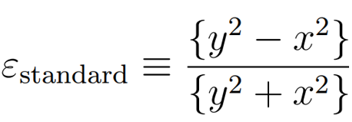 ε_standard ≡ {y² − x²} / {y² + x²}